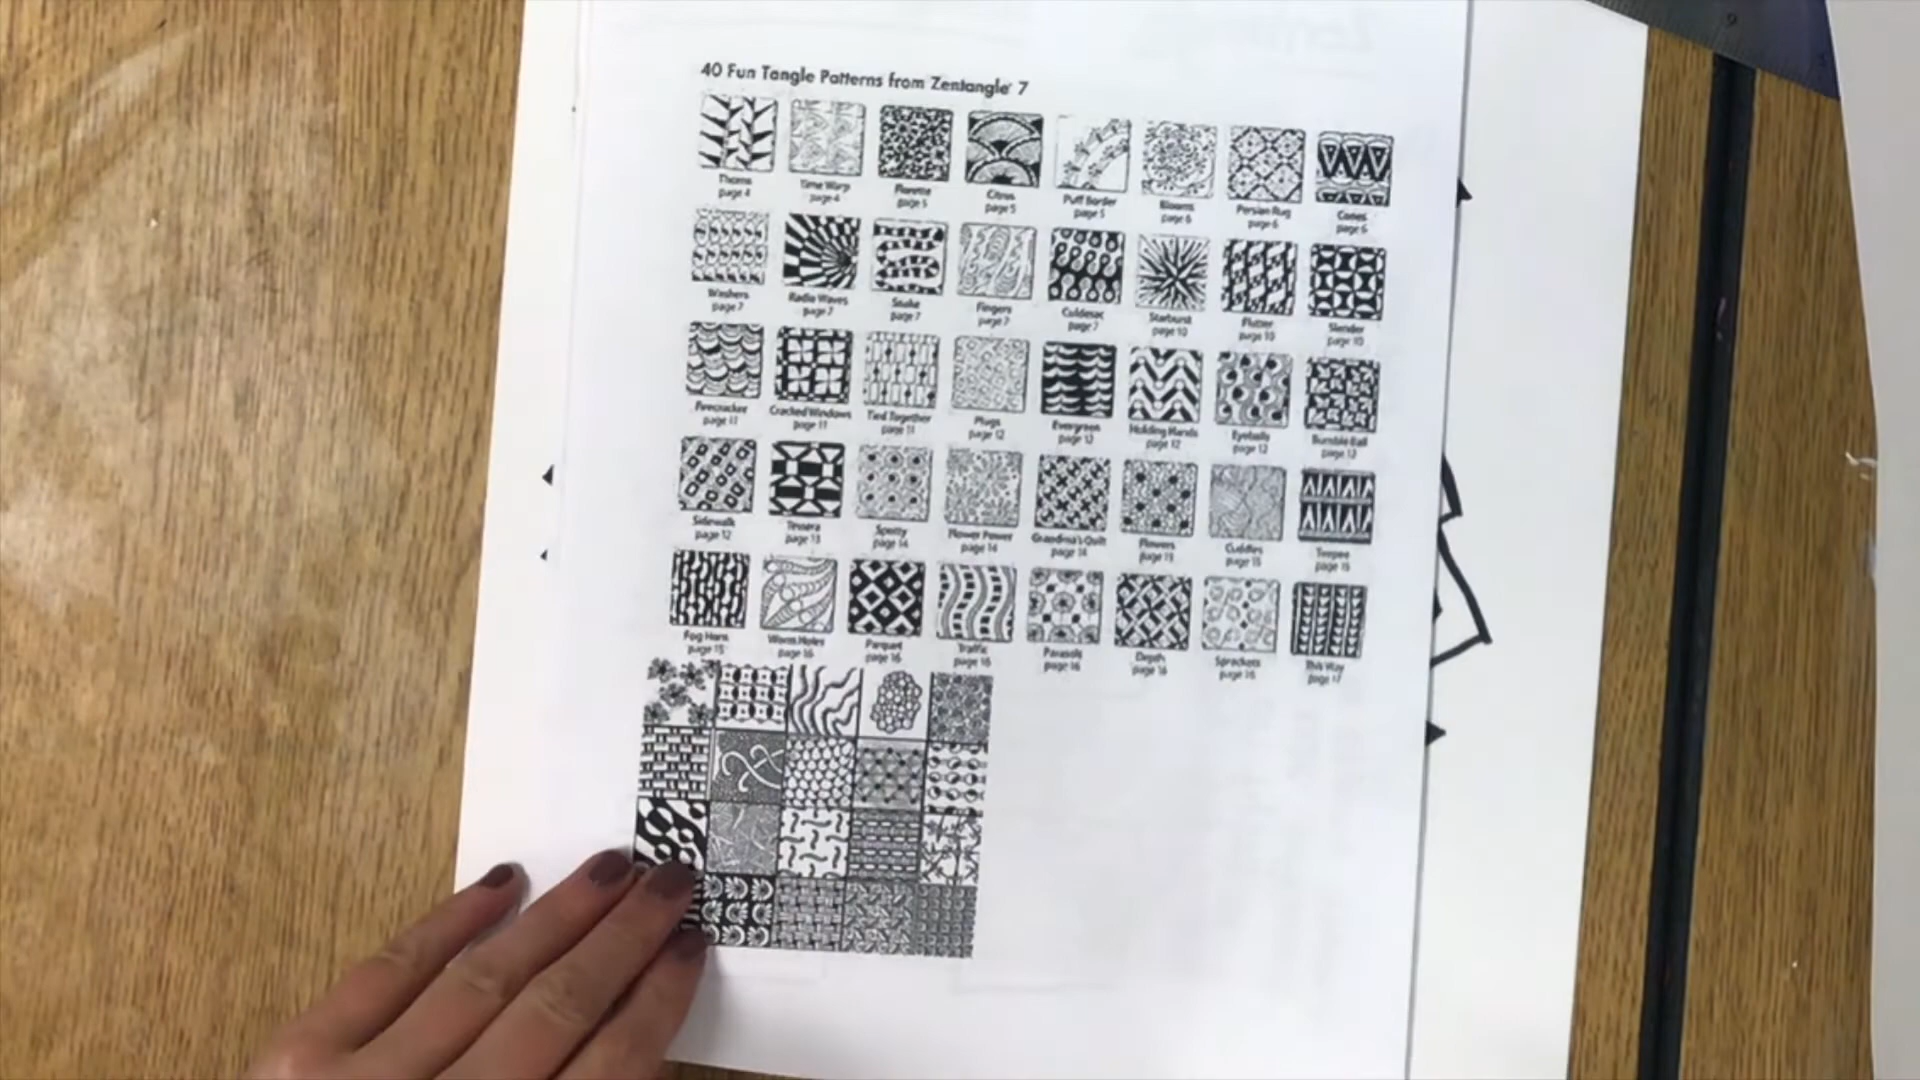 40 Fun Tangle Patterns from Zentangle® 7
Thorns Time Warp Florette Citrus Puff Border Blooms Persian Rug Cones
page 4 page 4 page 5 page 5 page 5 page 6 page 6 page 6
Washers Radio Waves Snake Fingers Culdesac Starburst Flutter Slender
page 7 page 7 page 7 page 7 page 7 page 10 page 10 page 10
Firecracker Cracked Windows Tied Together Plugs Evergreen Holding Hands Eyeballs Bumble Ball
page 11 page 11 page 11 page 12 page 12 page 12 page 12 page 12
Sidewalk Tessera Spotty Flower Power Grandma's Quilt Flowers Cuddles Teepee
page 12 page 13 page 14 page 14 page 14 page 15 page 15 page 15
Fog Horn Worm Holes Parquet Traffic Parasols Depth Sprockets This Way
page 15 page 16 page 16 page 16 page 16 page 16 page 16 page 17
9